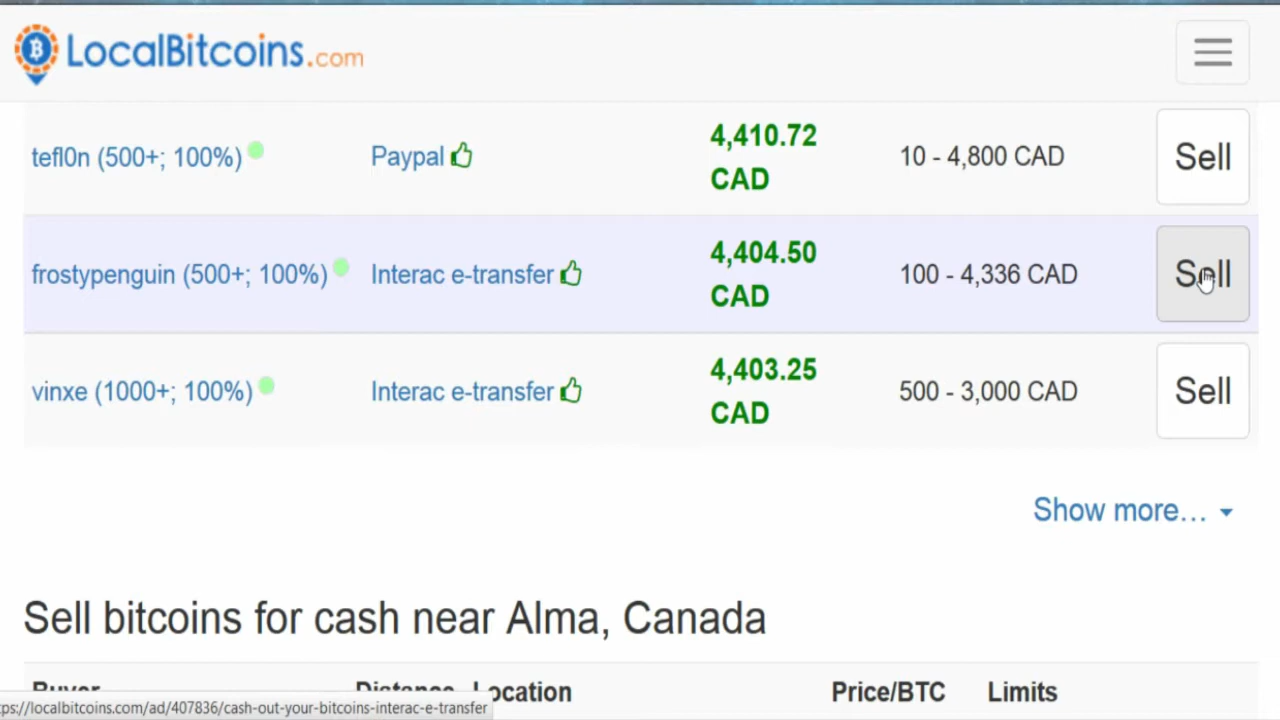 LocalBitcoins.com
tefl0n (500+; 100%) Paypal 4,410.72 CAD 10 - 4,800 CAD Sell
frostypenguin (500+; 100%) Interac e-transfer 4,404.50 CAD 100 - 4,336 CAD Sell
vinxe (1000+; 100%) Interac e-transfer 4,403.25 CAD 500 - 3,000 CAD Sell
Show more...
Sell bitcoins for cash near Alma, Canada
Buyer Distance Location Price/BTC Limits
tps://localbitcoins.com/ad/407836/cash-out-your-bitcoins-interac-e-transfer